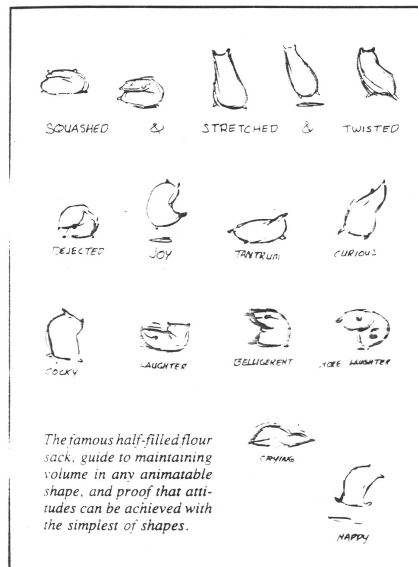 SQUASHED & STRETCHED & TWISTED
DEJECTED JOY TANTRUM CURIOUS
COCKY LAUGHTER BELLIGERENT MORE LAUGHTER
CRYING
The famous half-filled flour
sack, guide to maintaining
volume in any animatable
shape, and proof that atti-
tudes can be achieved with
the simplest of shapes.
HAPPY